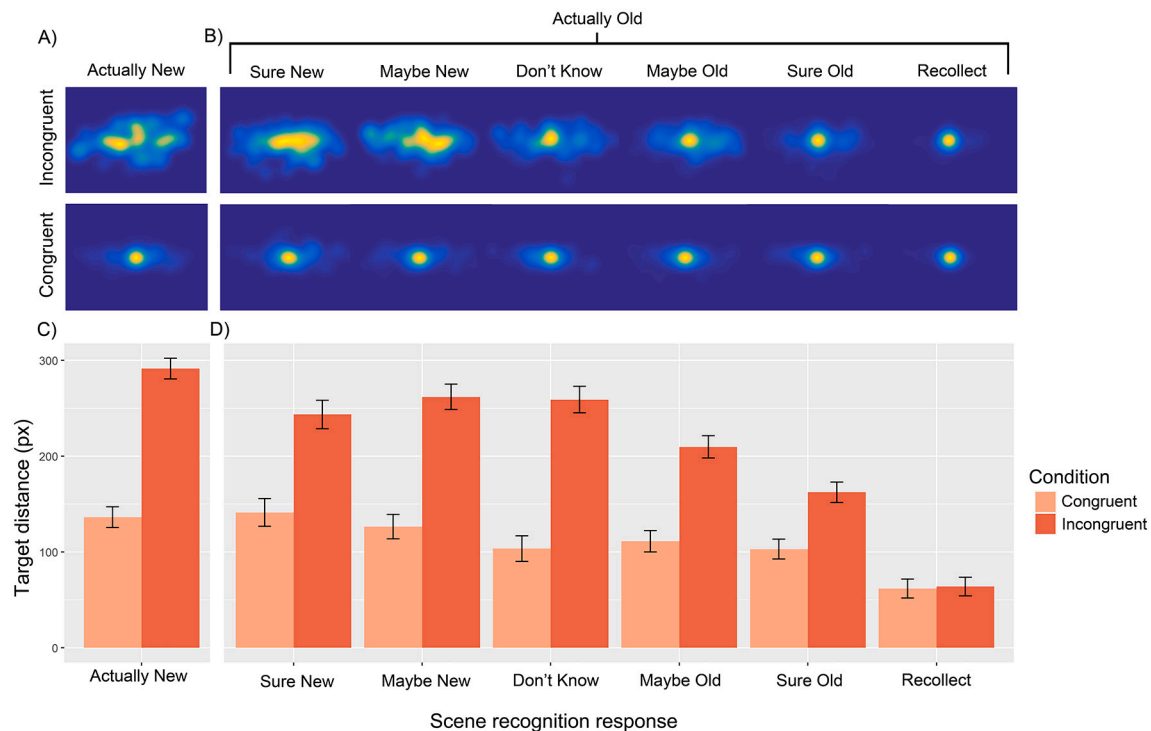 Actually Old
A) B)
Actually New Sure New Maybe New Don't Know Maybe Old Sure Old Recollect
Incongruent
Congruent
C) D)
Target distance (px)
300
200
100
0
Condition
Congruent
Incongruent
Actually New Sure New Maybe New Don't Know Maybe Old Sure Old Recollect
Scene recognition response